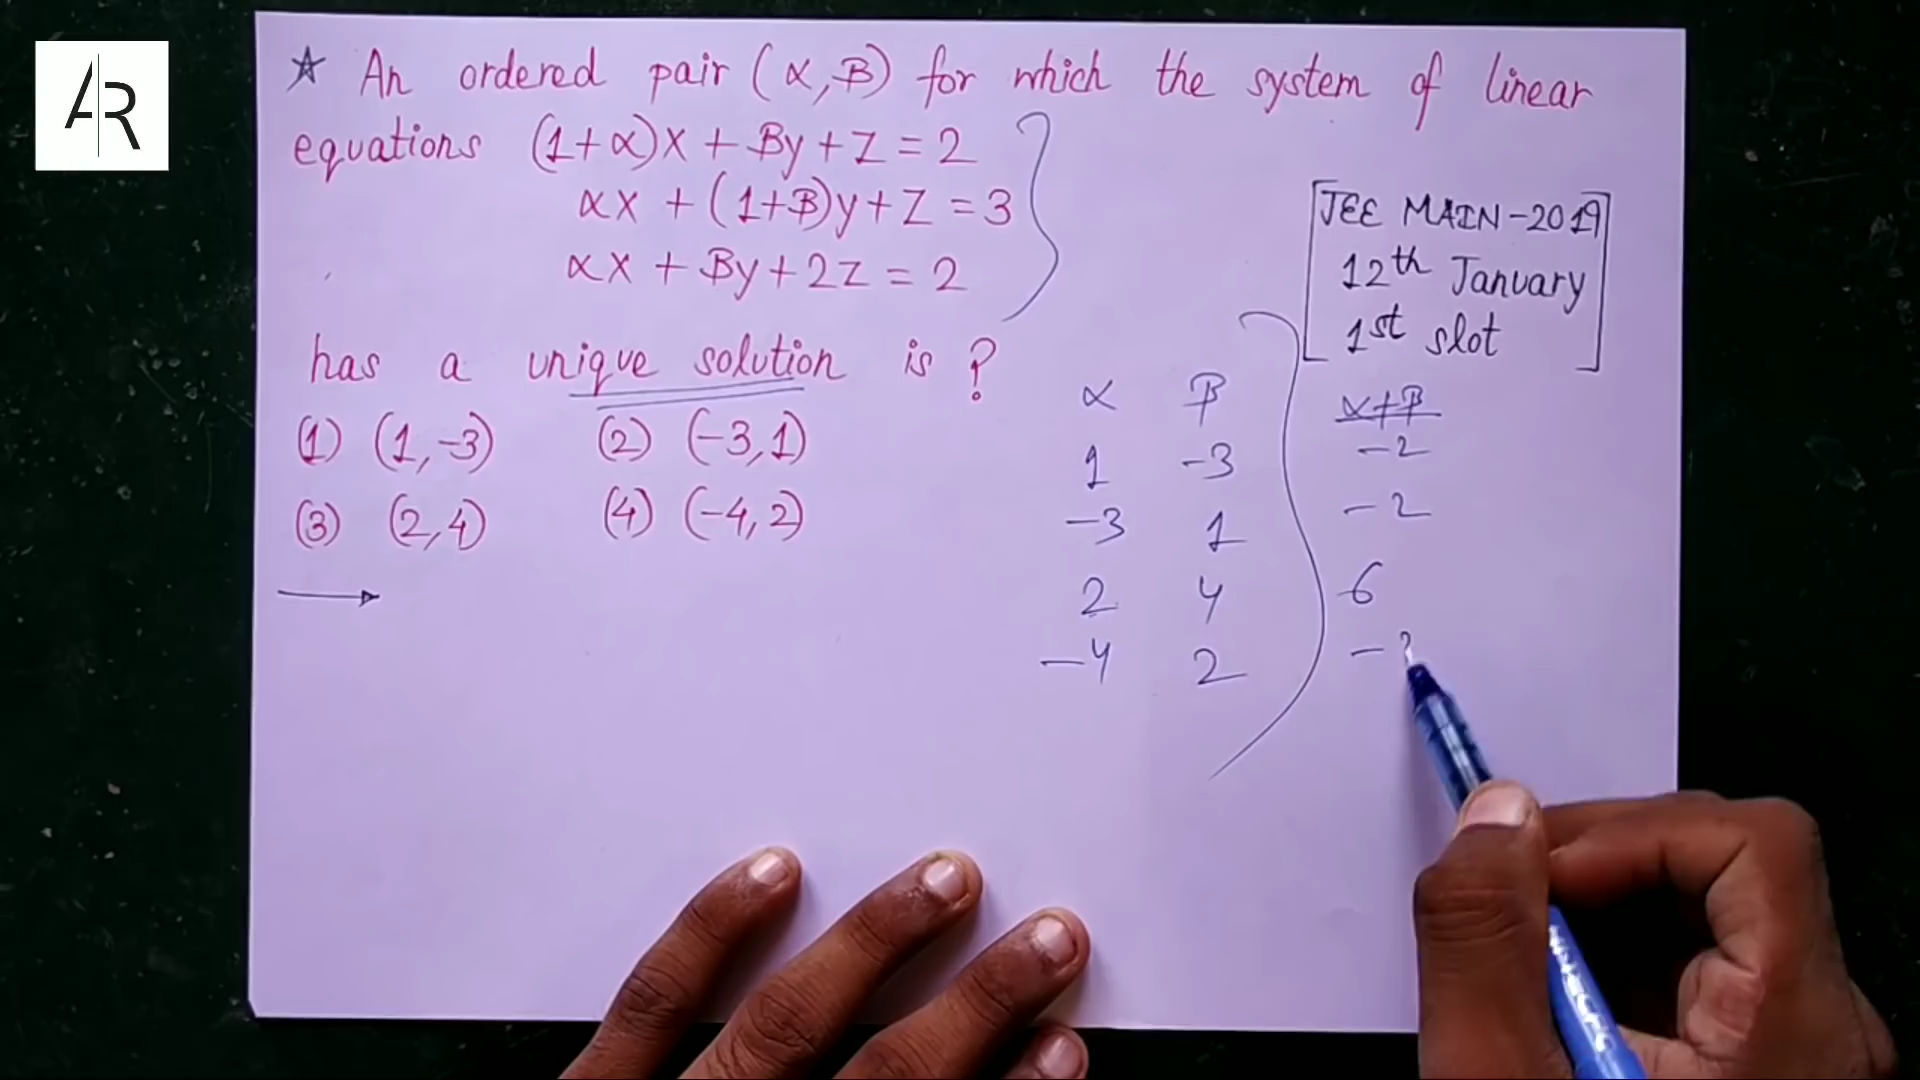 AR
☆ An ordered pair (α, β) for which the system of linear
equations (1+α)x + βy + z = 2
αx + (1+β)y + z = 3
αx + βy + 2z = 2
has a unique solution is ?
(1) (1, -3) (2) (-3, 1)
(3) (2, 4) (4) (-4, 2)
[JEE MAIN-2019
12th January
1st slot]
α β α+β
1 -3 -2
-3 1 -2
2 4 6
-4 2 -